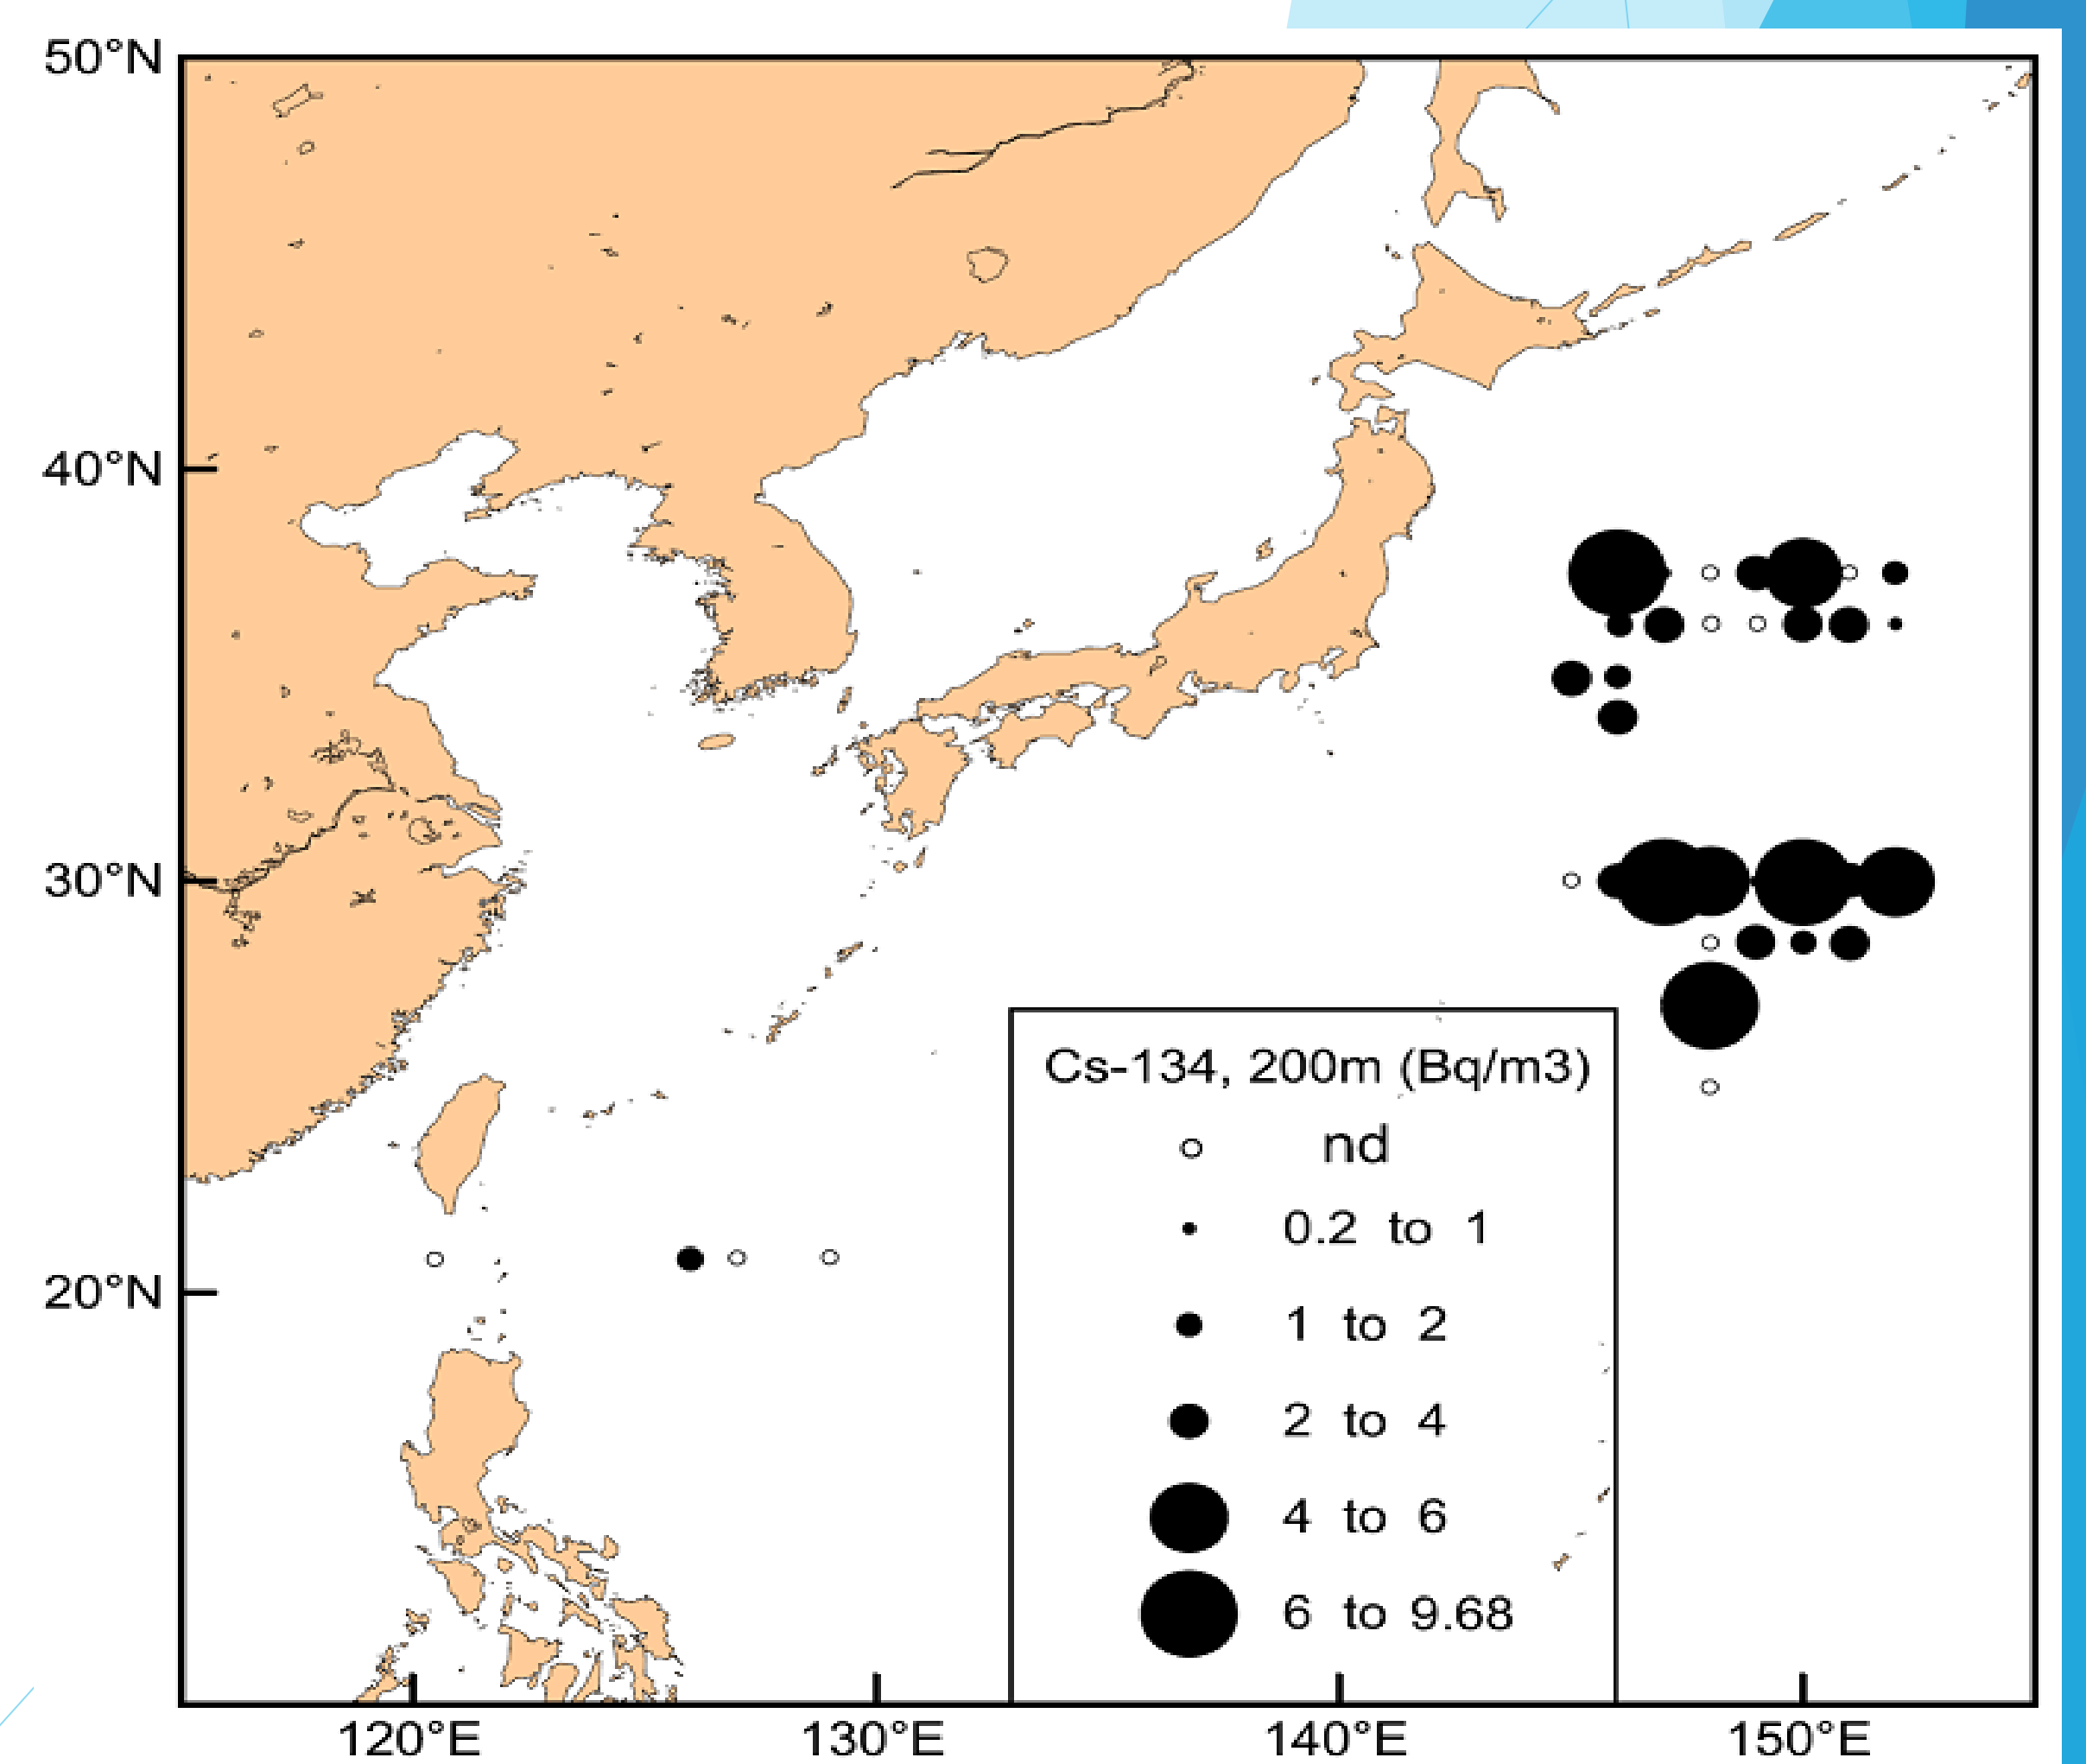 50°N
40°N
30°N
20°N
Cs-134, 200m (Bq/m3)
nd
0.2 to 1
1 to 2
2 to 4
4 to 6
6 to 9.68
120°E 130°E 140°E 150°E